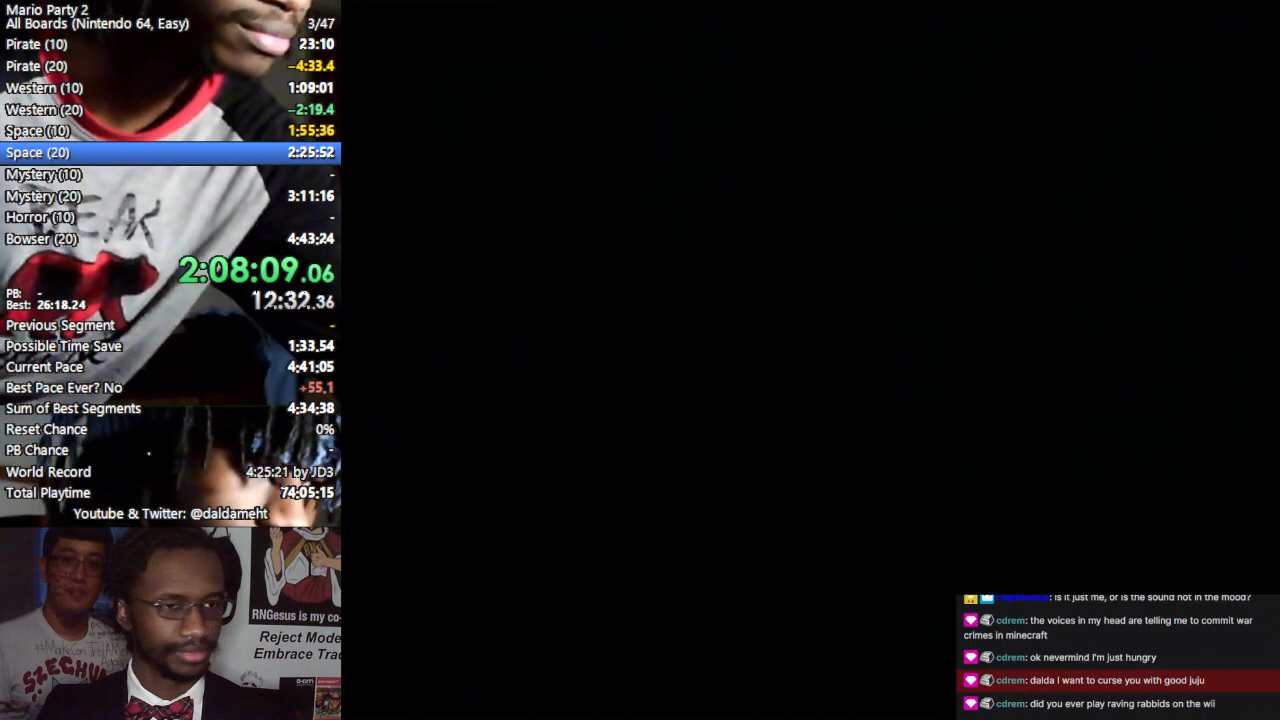 Mario Party 2
All Boards (Nintendo 64, Easy) 3/47
Pirate (10) 23:10
Pirate (20) −4:33.4
Western (10) 1:09:01
Western (20) −2:19.4
Space (10) 1:55:36
Space (20) 2:25:52
Mystery (10) -
Mystery (20) 3:11:16
Horror (10) -
Bowser (20) 4:43:24
2:08:09.06
PB: -
Best: 26:18.24 12:32.36
Previous Segment -
Possible Time Save 1:33.54
Current Pace 4:41:05
Best Pace Ever? No +55.1
Sum of Best Segments 4:34:38
Reset Chance 0%
PB Chance -
World Record 4:25:21 by JD3
Total Playtime 74:05:15
Youtube & Twitter: @daldameht
RNGesus is my co-
Reject Mode
Embrace Trad
SZECHU
: is it just me, or is the sound not in the mood?
cdrem: the voices in my head are telling me to commit war
crimes in minecraft
cdrem: ok nevermind I'm just hungry
cdrem: dalda I want to curse you with good juju
cdrem: did you ever play raving rabbids on the wii